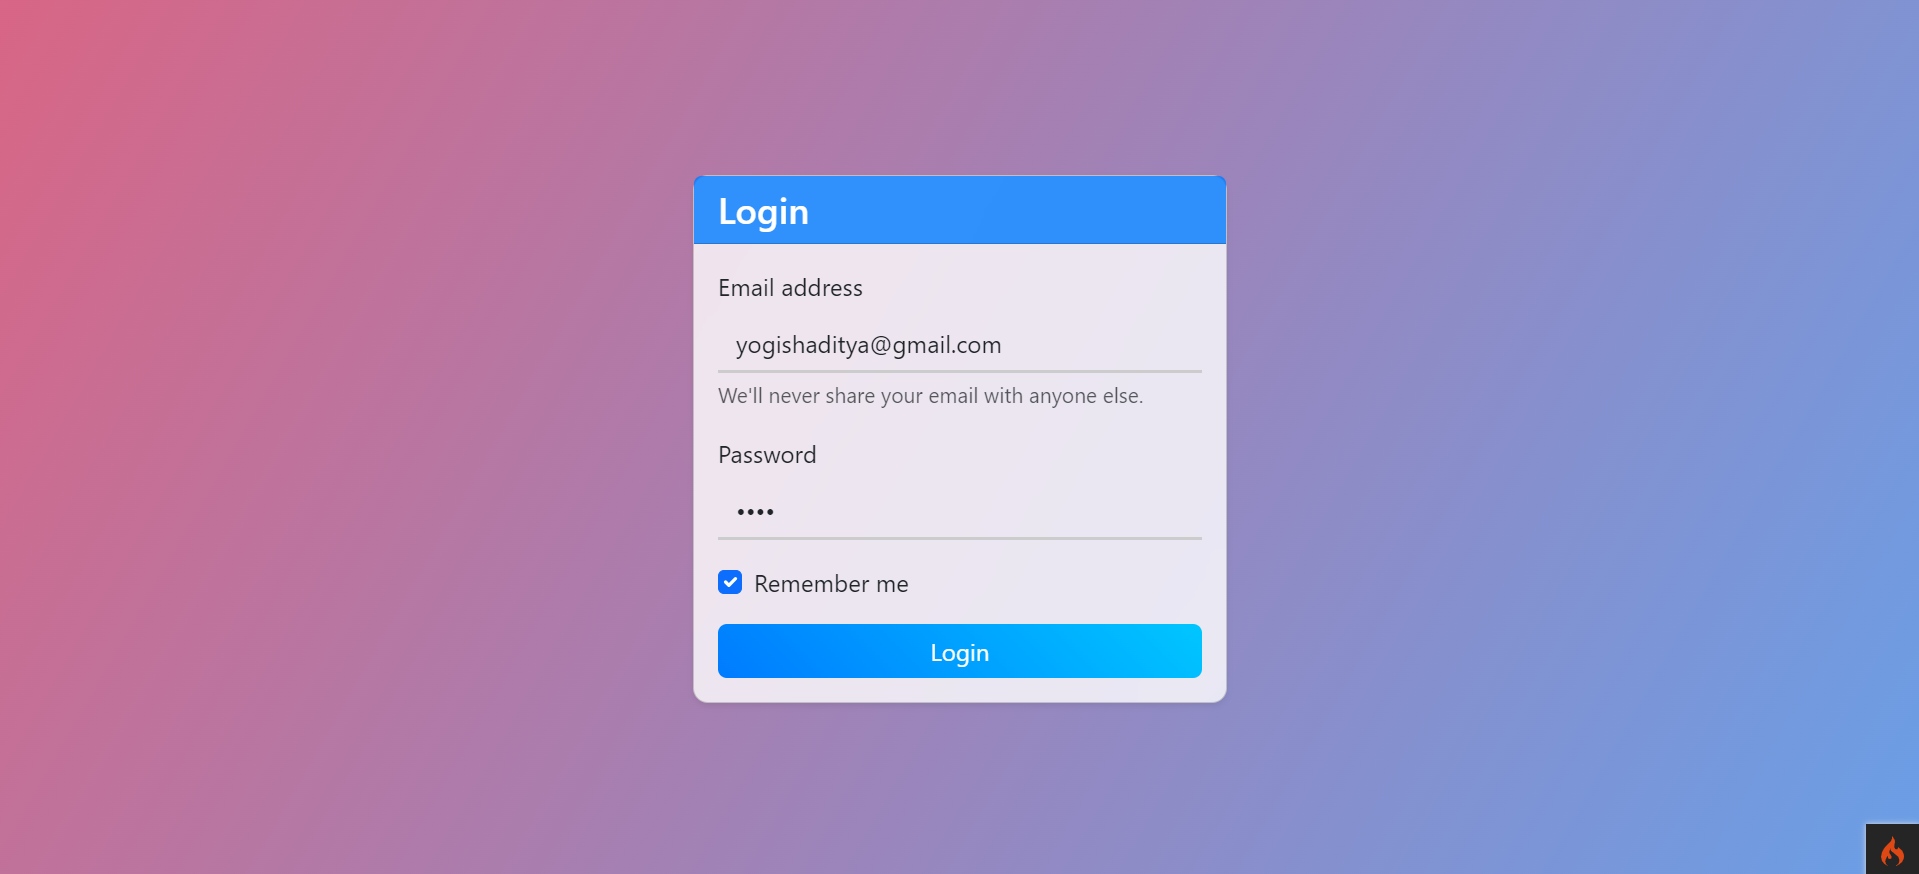 Login
Email address
yogishaditya@gmail.com
We'll never share your email with anyone else.
Password
••••
Remember me
Login